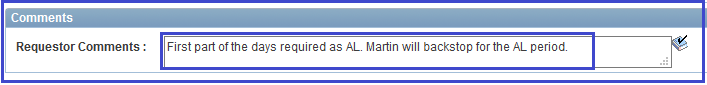 Comments
Requestor Comments : First part of the days required as AL. Martin will backstop for the AL period.